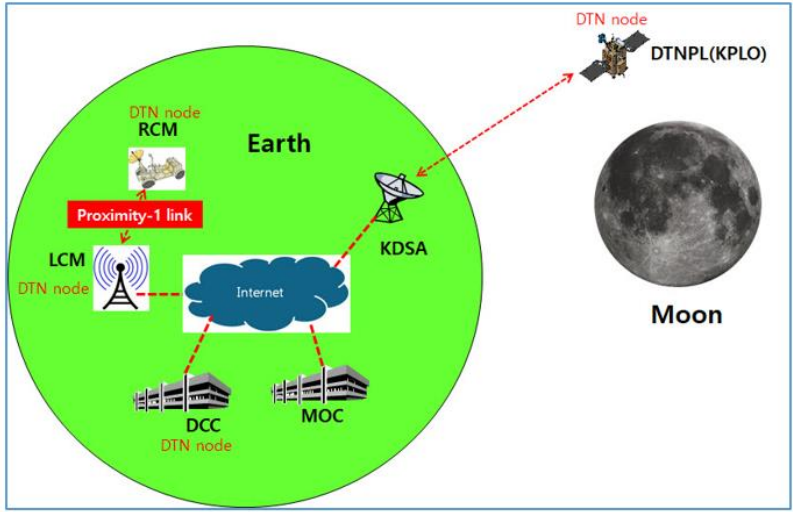 DTN node
DTNPL(KPLO)
DTN node
RCM
Earth
Proximity-1 link
KDSA
LCM
DTN node
Internet
Moon
DCC
MOC
DTN node